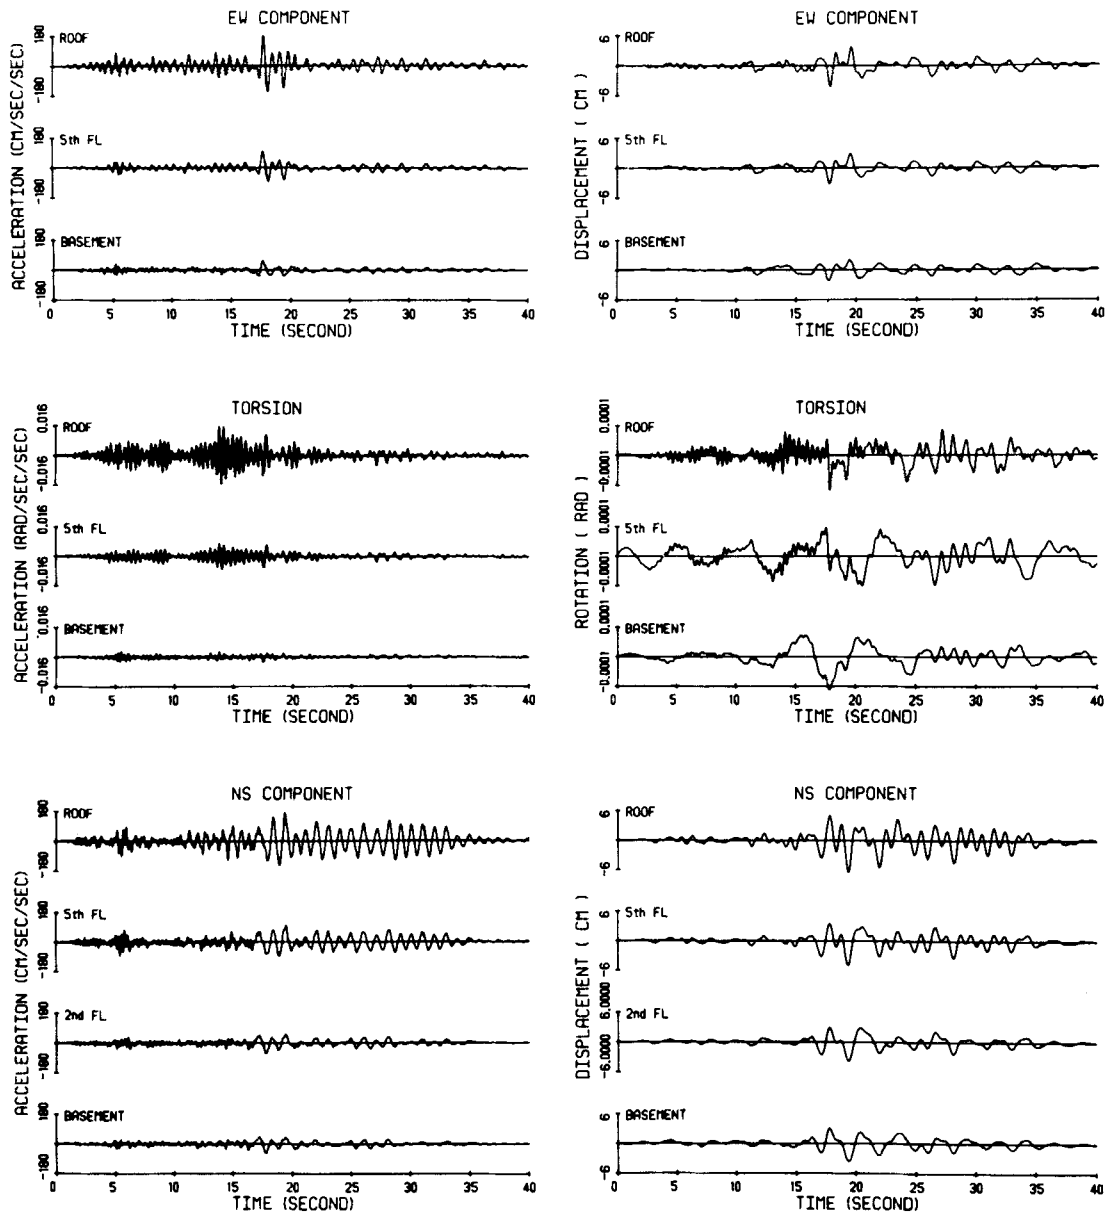 EW COMPONENT
ACCELERATION (CM/SEC/SEC)
180
ROOF
-180
180
5th FL
-180
180
BASEMENT
-180
0 5 10 15 20 25 30 35 40
TIME (SECOND)
EW COMPONENT
DISPLACEMENT ( CM )
6
ROOF
-6
6
5th FL
-6
6
BASEMENT
-6
0 5 10 15 20 25 30 35 40
TIME (SECOND)
TORSION
ACCELERATION (RAD/SEC/SEC)
0.016
ROOF
-0.016
0.016
5th FL
-0.016
0.016
BASEMENT
-0.016
0 5 10 15 20 25 30 35 40
TIME (SECOND)
TORSION
ROTATION ( RAD )
0.0001
ROOF
-0.0001
0.0001
5th FL
-0.0001
0.0001
BASEMENT
-0.0001
0 5 10 15 20 25 30 35 40
TIME (SECOND)
NS COMPONENT
ACCELERATION (CM/SEC/SEC)
180
ROOF
-180
180
5th FL
-180
180
2nd FL
-180
180
BASEMENT
-180
0 5 10 15 20 25 30 35 40
TIME (SECOND)
NS COMPONENT
DISPLACEMENT ( CM )
6
ROOF
-6
6
5th FL
-6
6.0000
2nd FL
-6.0000
6
BASEMENT
-6
0 5 10 15 20 25 30 35 40
TIME (SECOND)